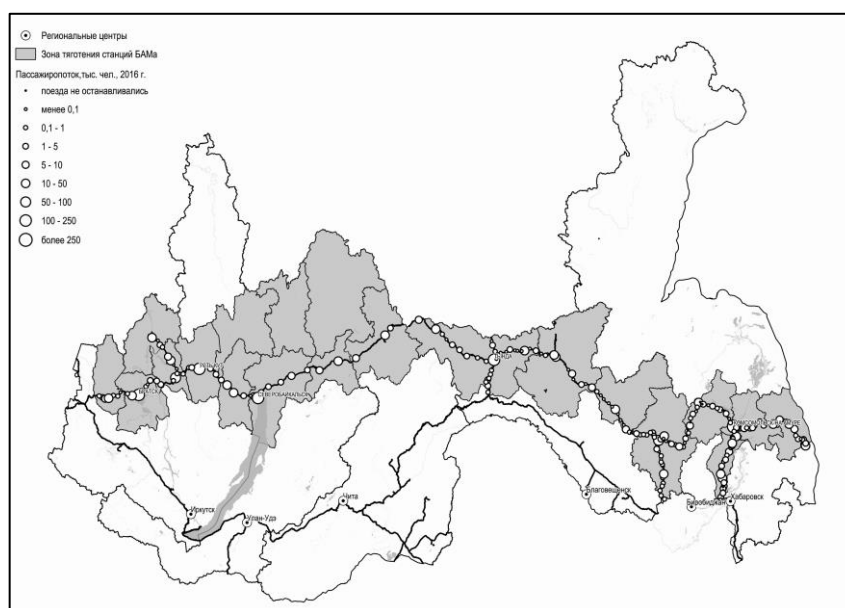 Региональные центры
Зона тяготения станций БАМа
Пассажиропоток,тыс. чел., 2016 г.
поезда не останавливались
менее 0,1
0,1 - 1
1 - 5
5 - 10
10 - 50
50 - 100
100 - 250
более 250
СЕВЕРОБАЙКАЛЬСК
Благовещенск
Биробиджан
Хабаровск
Чита
Иркутск
Улан-Удэ